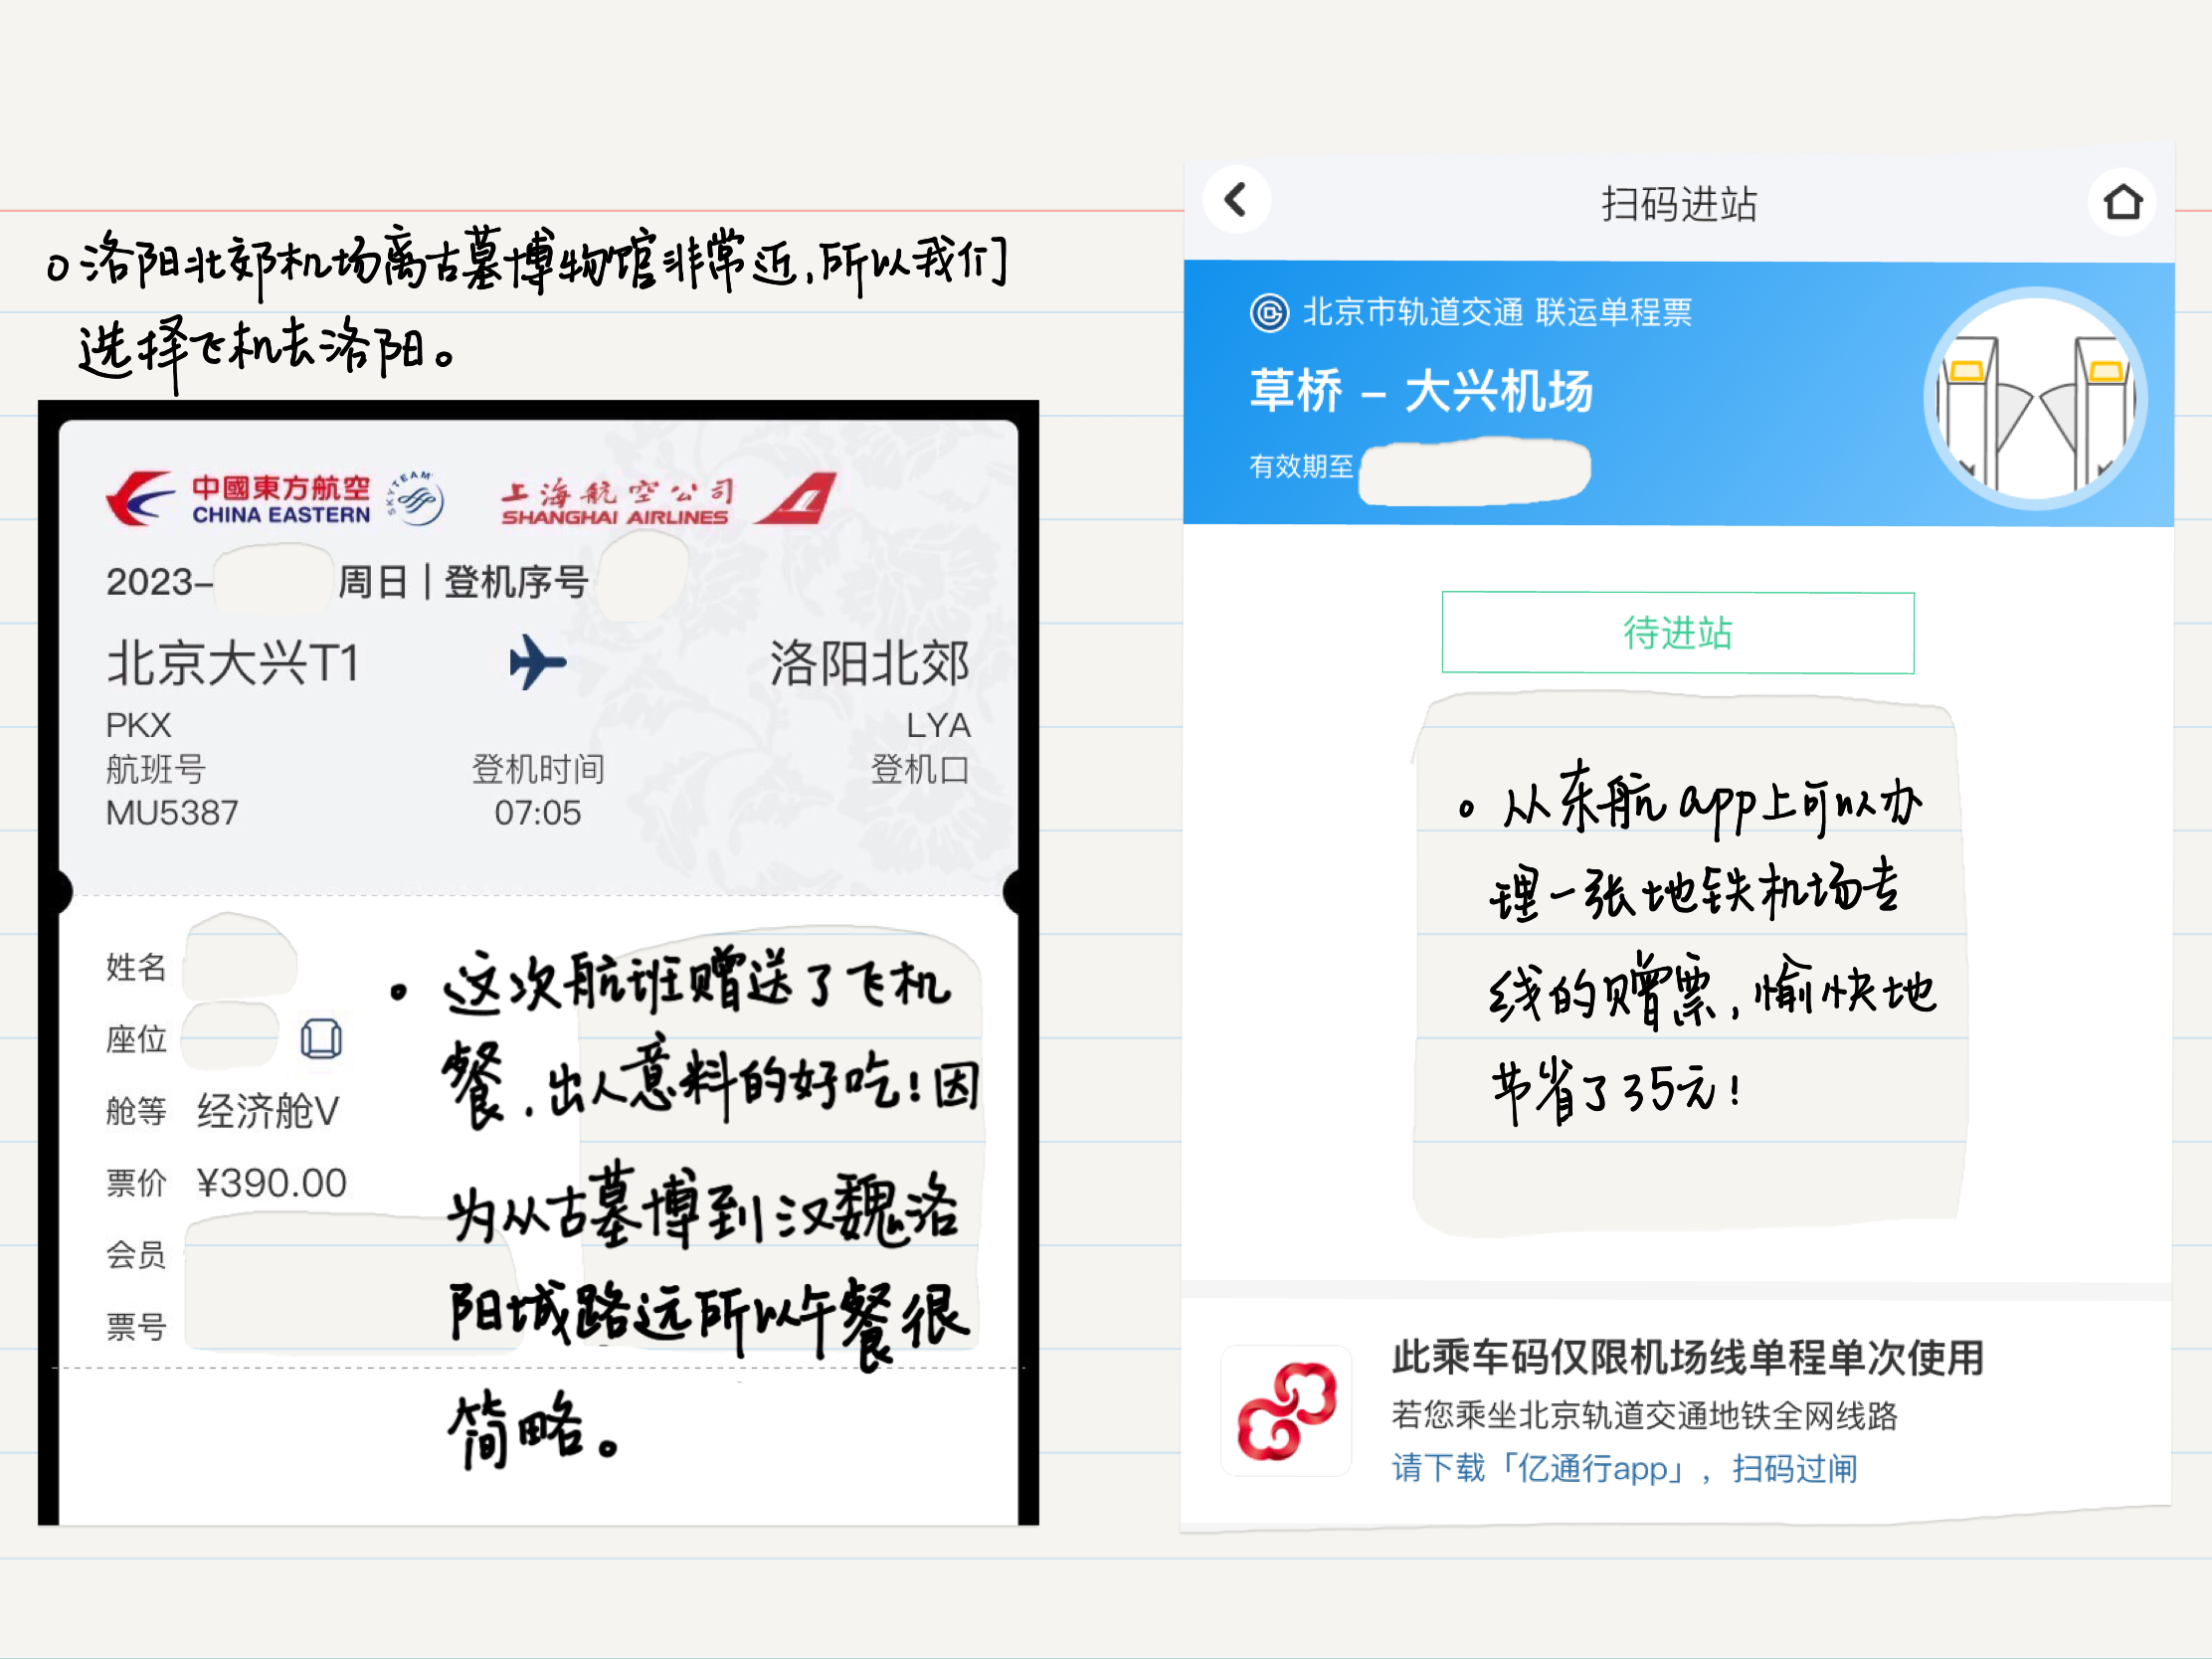 洛阳北郊机场离古墓博物馆非常近,所以我们
选择飞机去洛阳。
中國東方航空
CHINA EASTERN
SKYTEAM
上海航空公司
SHANGHAI AIRLINES
2023-
周日 | 登机序号
北京大兴T1
洛阳北郊
PKX
LYA
航班号
登机时间
登机口
MU5387
07:05
姓名
座位
舱等 经济舱V
票价 ¥390.00
会员
票号
• 这次航班赠送了飞机
餐,出人意料的好吃!因
为从古墓博到汉魏洛
阳城路远所以午餐很
简略。
扫码进站
北京市轨道交通 联运单程票
草桥 – 大兴机场
有效期至
待进站
• 从东航app上可以办
理一张地铁机场专
线的赠票,愉快地
节省了35元!
此乘车码仅限机场线单程单次使用
若您乘坐北京轨道交通地铁全网线路
请下载「亿通行app」,扫码过闸